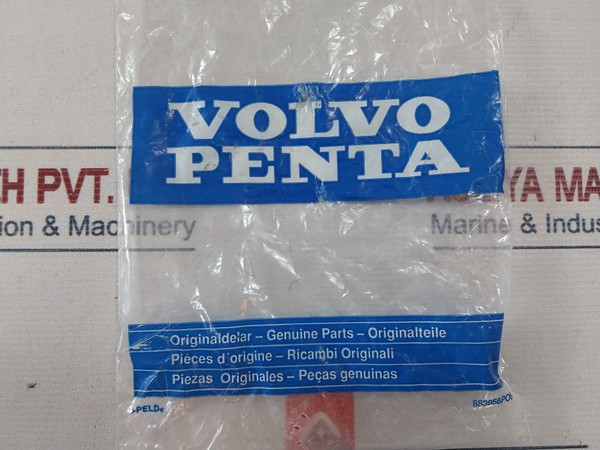 VOLVO
PENTA
H PVT.
YA MA
ion & Machinery
Marine & Indus
Originaldelar – Genuine Parts – Originalteile
Pièces d'origine – Ricambi Originali
Piezas Originales – Peças genuinas